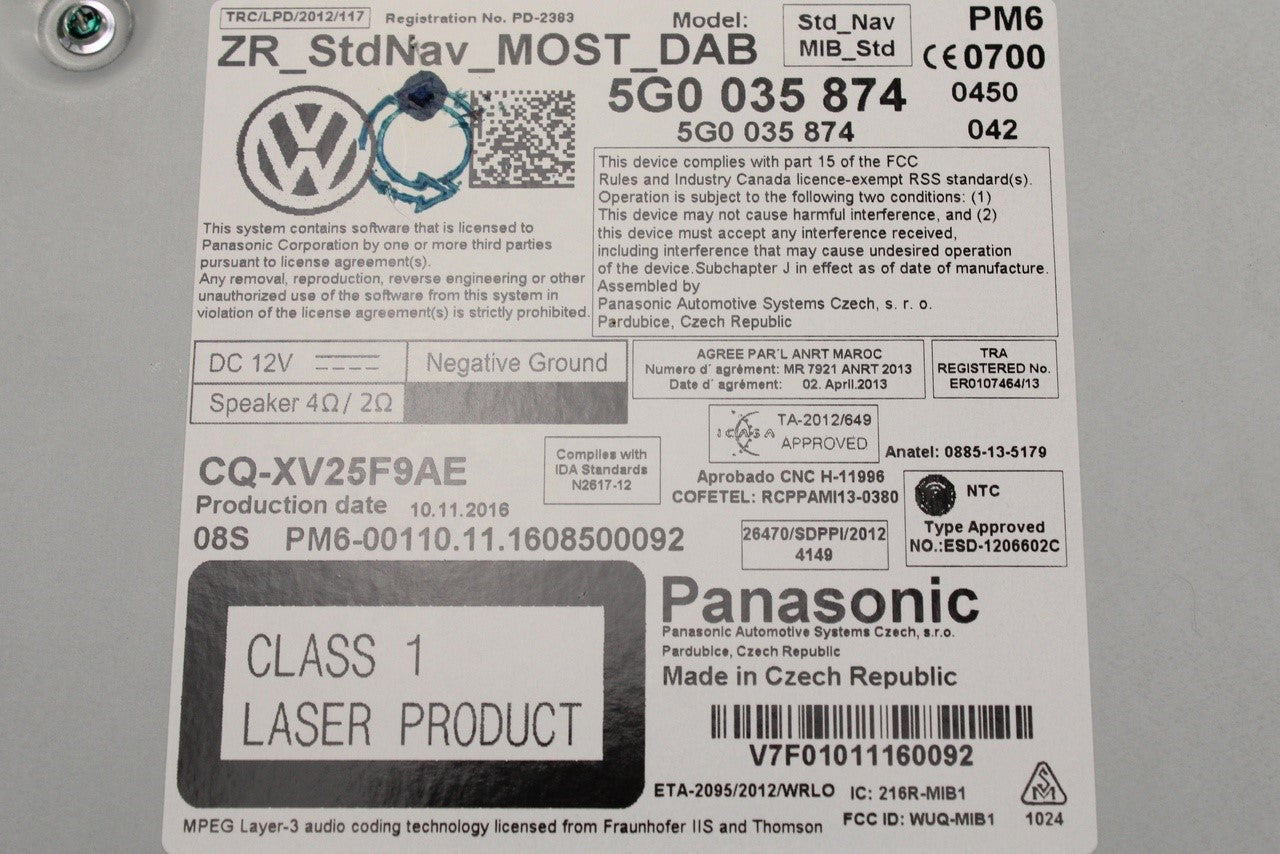 TRC/LPD/2012/117 Registration No. PD-2383
Model: Std_Nav
MIB_Std
PM6
ZR_StdNav_MOST_DAB
CE0700
5G0 035 874 0450
5G0 035 874 042
This device complies with part 15 of the FCC
Rules and Industry Canada licence-exempt RSS standard(s).
Operation is subject to the following two conditions: (1)
This device may not cause harmful interference, and (2)
this device must accept any interference received,
including interference that may cause undesired operation
of the device.Subchapter J in effect as of date of manufacture.
Assembled by
Panasonic Automotive Systems Czech, s. r. o.
Pardubice, Czech Republic
This system contains software that is licensed to
Panasonic Corporation by one or more third parties
pursuant to license agreement(s).
Any removal, reproduction, reverse engineering or other
unauthorized use of the software from this system in
violation of the license agreement(s) is strictly prohibited.
DC 12V Negative Ground
Speaker 4Ω/ 2Ω
AGREE PAR´L ANRT MAROC
Numero d´ agrément: MR 7921 ANRT 2013
Date d´ agrément: 02. April.2013
TRA
REGISTERED No.
ER0107464/13
ICASA TA-2012/649
APPROVED
Anatel: 0885-13-5179
CQ-XV25F9AE
Complies with
IDA Standards
N2617-12
Aprobado CNC H-11996
COFETEL: RCPPAMI13-0380
NTC
Type Approved
NO.:ESD-1206602C
Production date 10.11.2016
08S PM6-00110.11.1608500092
26470/SDPPI/2012
4149
CLASS 1
LASER PRODUCT
Panasonic
Panasonic Automotive Systems Czech, s.r.o.
Pardubice, Czech Republic
Made in Czech Republic
V7F01011160092
ETA-2095/2012/WRLO IC: 216R-MIB1
FCC ID: WUQ-MIB1
1024
MPEG Layer-3 audio coding technology licensed from Fraunhofer IIS and Thomson